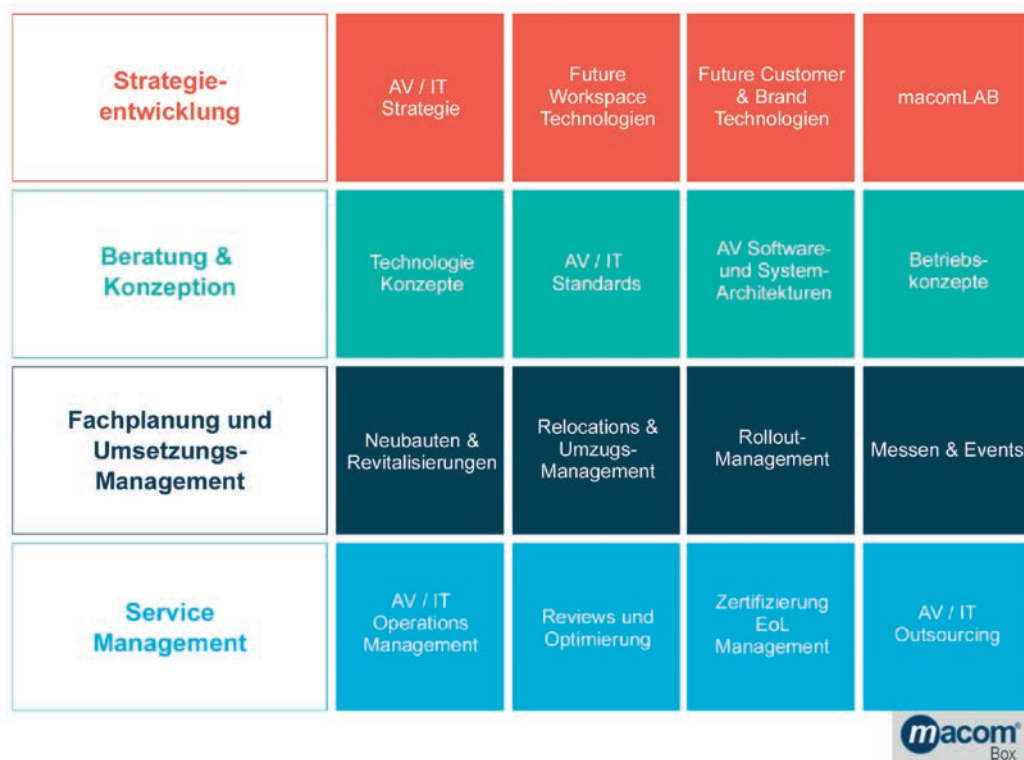 Strategie-
entwicklung
AV / IT
Strategie
Future
Workspace
Technologien
Future Customer
& Brand
Technologien
macomLAB
Beratung &
Konzeption
Technologie
Konzepte
AV / IT
Standards
AV Software-
und System-
Architekturen
Betriebs-
konzepte
Fachplanung und
Umsetzungs-
Management
Neubauten &
Revitalisierungen
Relocations &
Umzugs-
Management
Rollout-
Management
Messen & Events
Service
Management
AV / IT
Operations
Management
Reviews und
Optimierung
Zertifizierung
EoL
Management
AV / IT
Outsourcing
macom®
Box